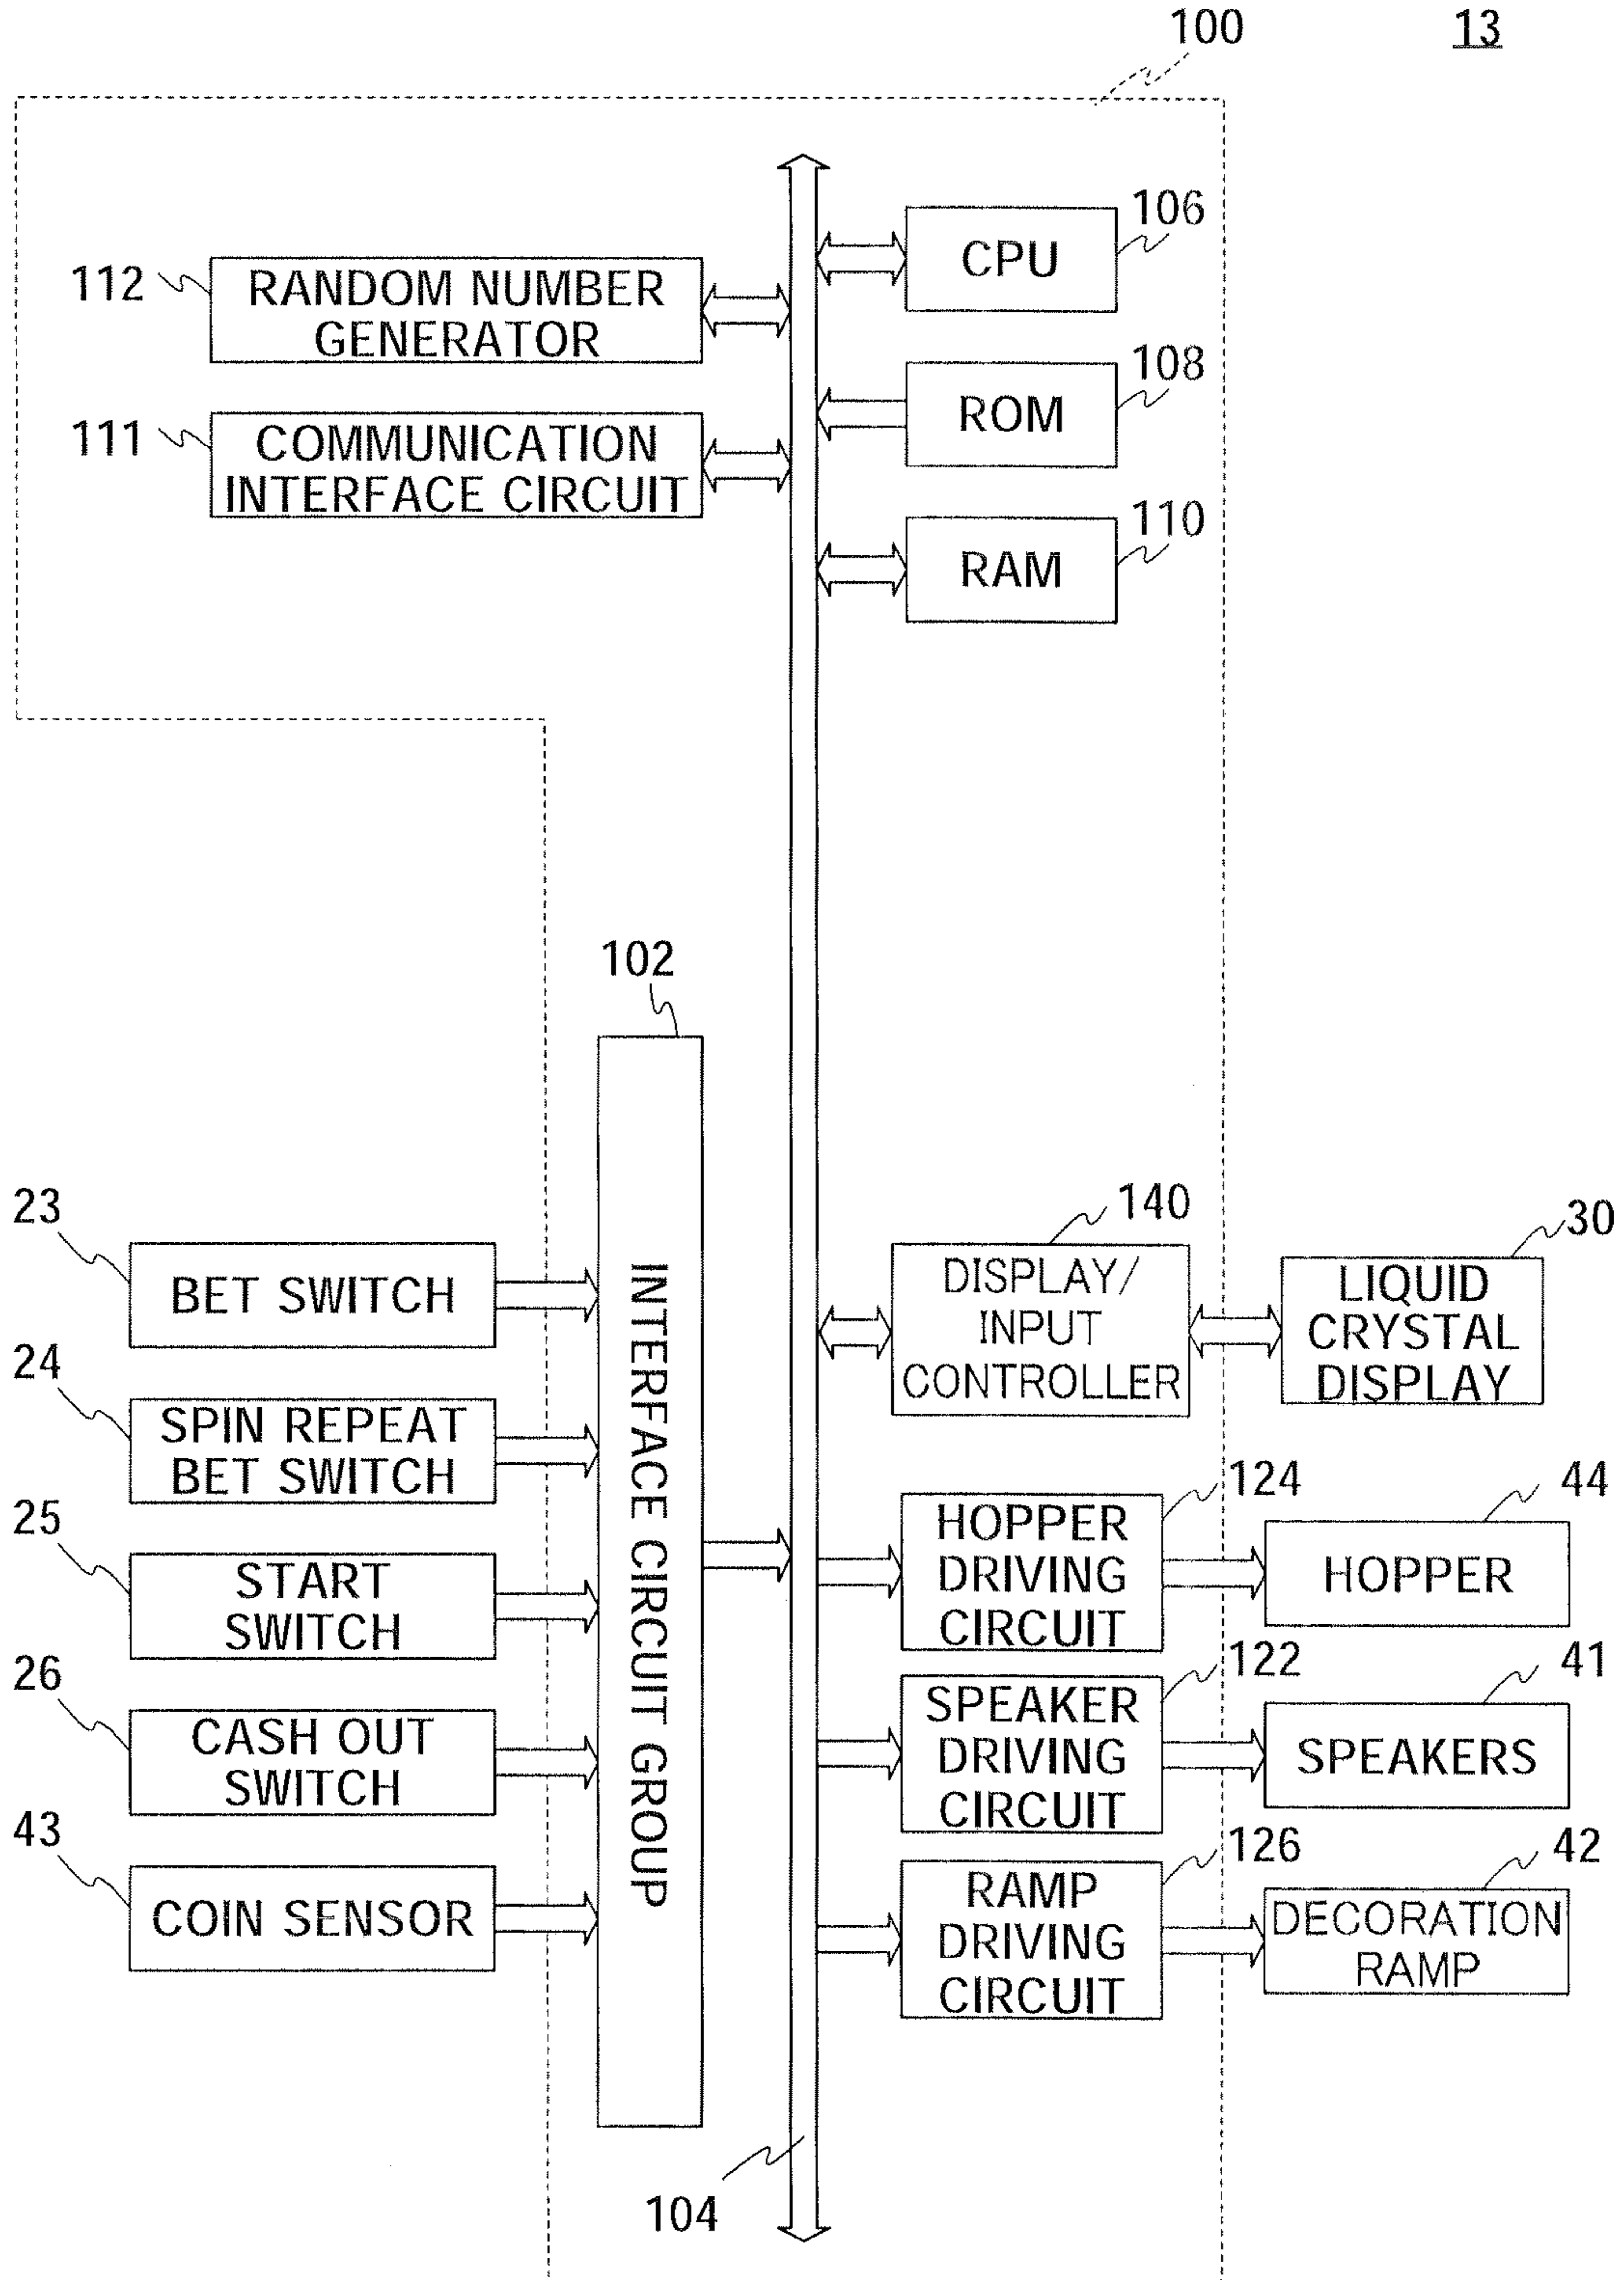 100
13
106
CPU
112
RANDOM NUMBER
GENERATOR
108
ROM
111
COMMUNICATION
INTERFACE CIRCUIT
110
RAM
102
INTERFACE CIRCUIT GROUP
23
BET SWITCH
24
SPIN REPEAT
BET SWITCH
25
START
SWITCH
26
CASH OUT
SWITCH
43
COIN SENSOR
140
DISPLAY/
INPUT
CONTROLLER
30
LIQUID
CRYSTAL
DISPLAY
124
HOPPER
DRIVING
CIRCUIT
44
HOPPER
122
SPEAKER
DRIVING
CIRCUIT
41
SPEAKERS
126
RAMP
DRIVING
CIRCUIT
42
DECORATION
RAMP
104